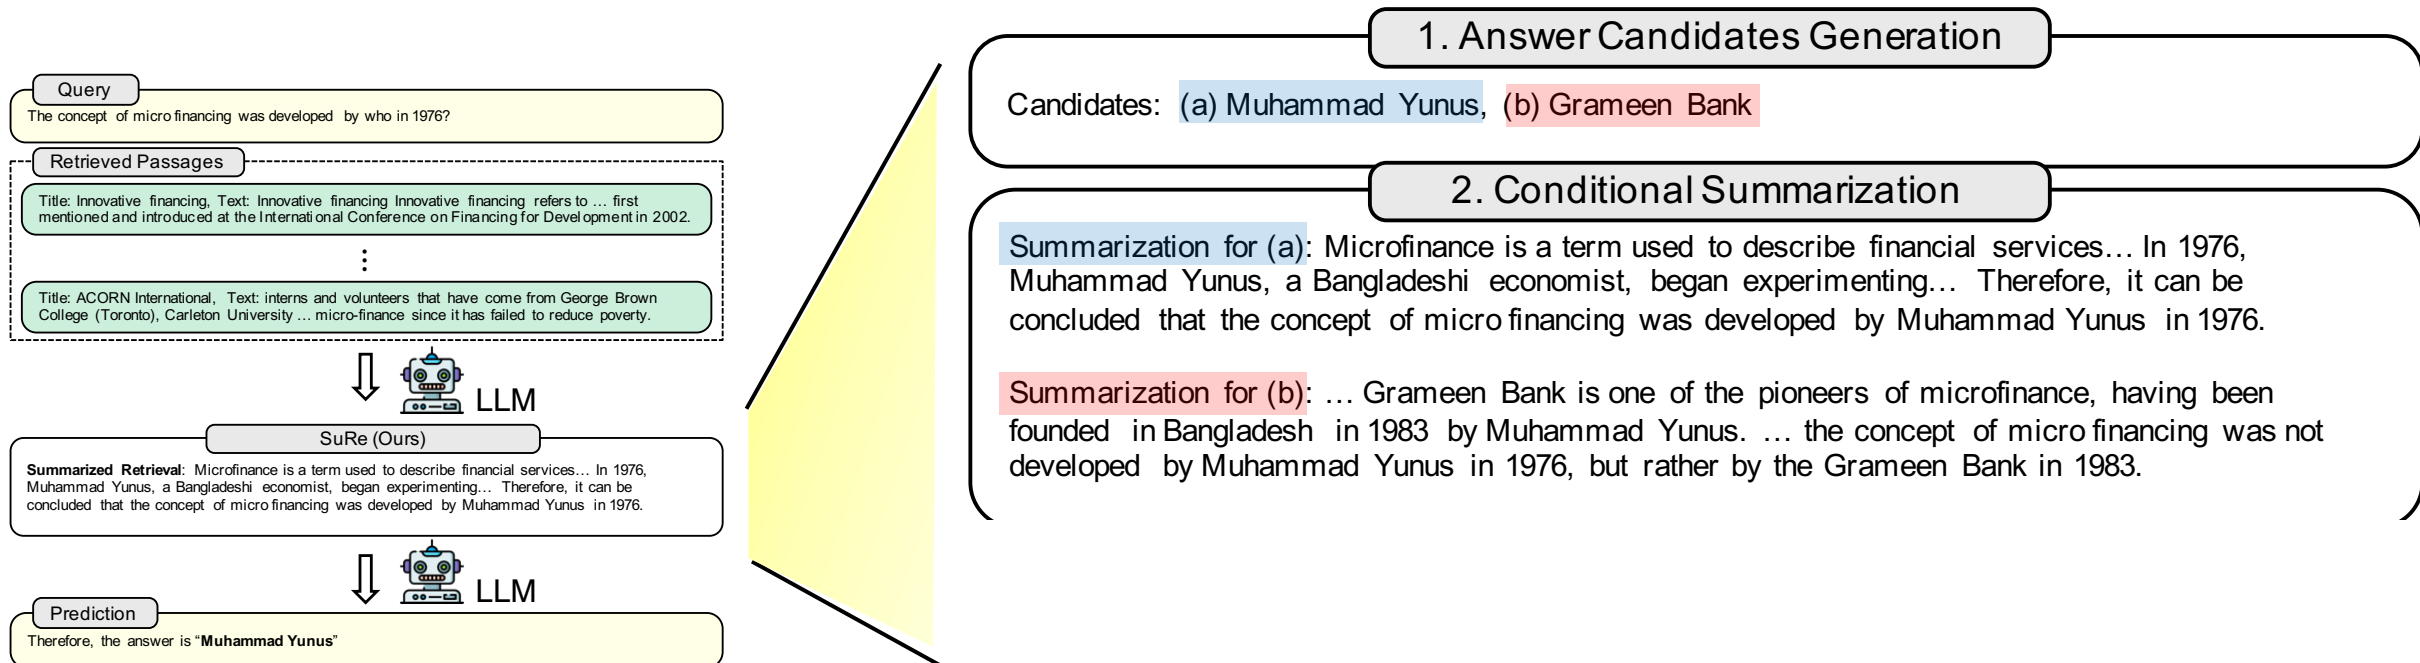 Query
The concept of micro financing was developed by who in 1976?
Retrieved Passages
Title: Innovative financing, Text: Innovative financing Innovative financing refers to … first
mentioned and introduced at the International Conference on Financing for Development in 2002.
⋮
Title: ACORN International, Text: interns and volunteers that have come from George Brown
College (Toronto), Carleton University … micro-finance since it has failed to reduce poverty.
LLM
SuRe (Ours)
Summarized Retrieval: Microfinance is a term used to describe financial services… In 1976,
Muhammad Yunus, a Bangladeshi economist, began experimenting… Therefore, it can be
concluded that the concept of micro financing was developed by Muhammad Yunus in 1976.
LLM
Prediction
Therefore, the answer is “Muhammad Yunus”
1. Answer Candidates Generation
Candidates: (a) Muhammad Yunus, (b) Grameen Bank
2. Conditional Summarization
Summarization for (a): Microfinance is a term used to describe financial services… In 1976,
Muhammad Yunus, a Bangladeshi economist, began experimenting… Therefore, it can be
concluded that the concept of micro financing was developed by Muhammad Yunus in 1976.
Summarization for (b): … Grameen Bank is one of the pioneers of microfinance, having been
founded in Bangladesh in 1983 by Muhammad Yunus. … the concept of micro financing was not
developed by Muhammad Yunus in 1976, but rather by the Grameen Bank in 1983.